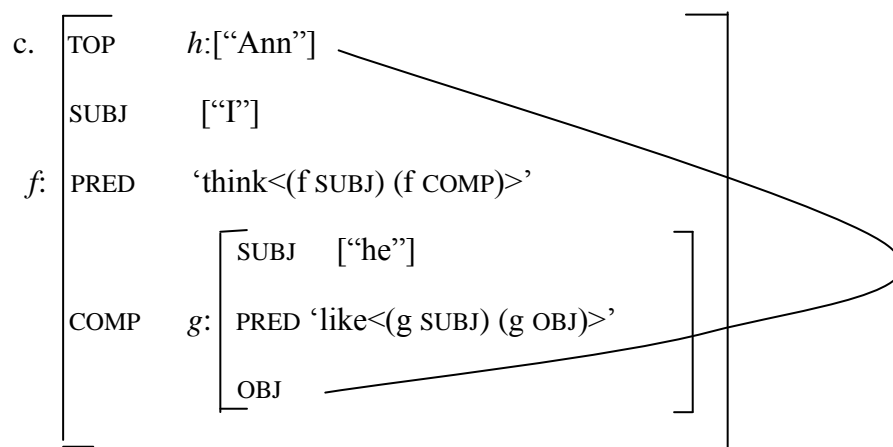 c. TOP h:["Ann"]
SUBJ ["I"]
f: PRED ‘think<(f SUBJ) (f COMP)>’
SUBJ ["he"]
COMP g: PRED ‘like<(g SUBJ) (g OBJ)>’
OBJ